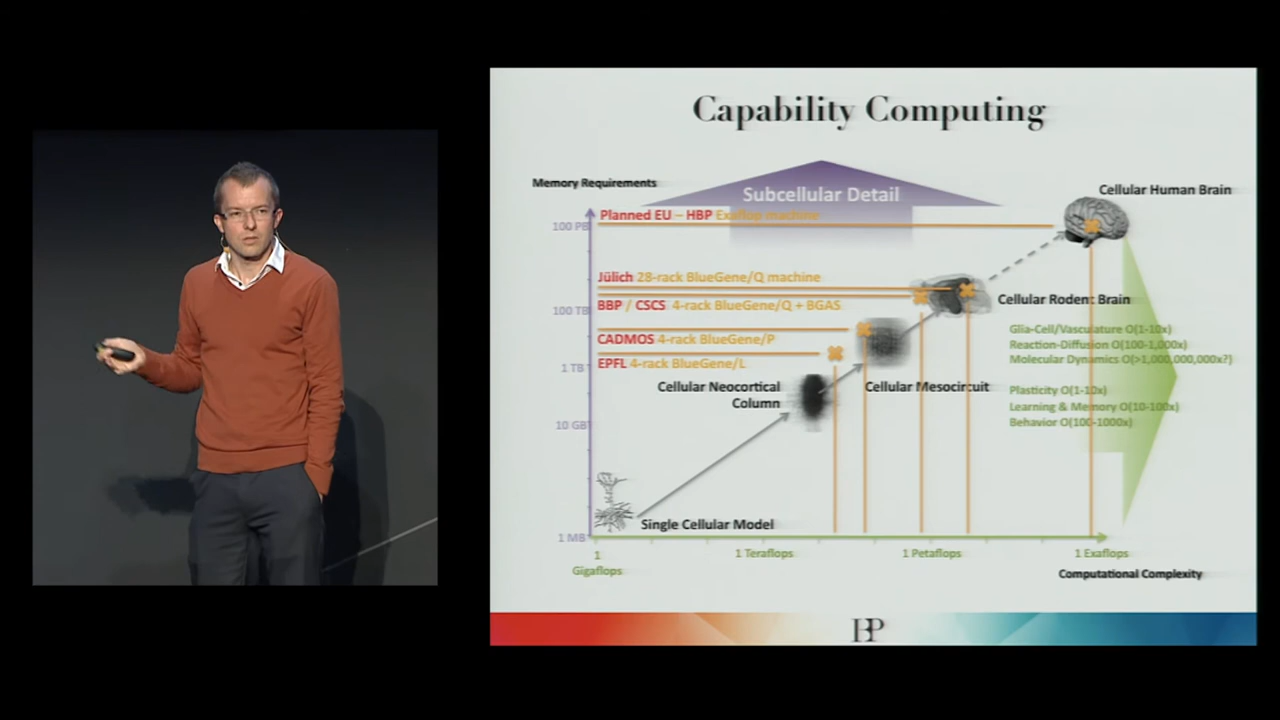 Capability Computing
Memory Requirements
Subcellular Detail
Cellular Human Brain
Planned EU – HBP Exaflop machine
100 PB
Jülich 28-rack BlueGene/Q machine
BBP / CSCS 4-rack BlueGene/Q + BGAS
Cellular Rodent Brain
100 TB
Glia-Cell/Vasculature O(1-10x)
CADMOS 4-rack BlueGene/P
Reaction-Diffusion O(100-1,000x)
EPFL 4-rack BlueGene/L
Molecular Dynamics O(>1,000,000,000x?)
1 TB
Cellular Neocortical
Column
Cellular Mesocircuit
Plasticity O(1-10x)
Learning & Memory O(10-100x)
Behavior O(100-1000x)
10 GB
Single Cellular Model
1 MB
1
Gigaflops
1 Teraflops
1 Petaflops
1 Exaflops
Computational Complexity
HBP